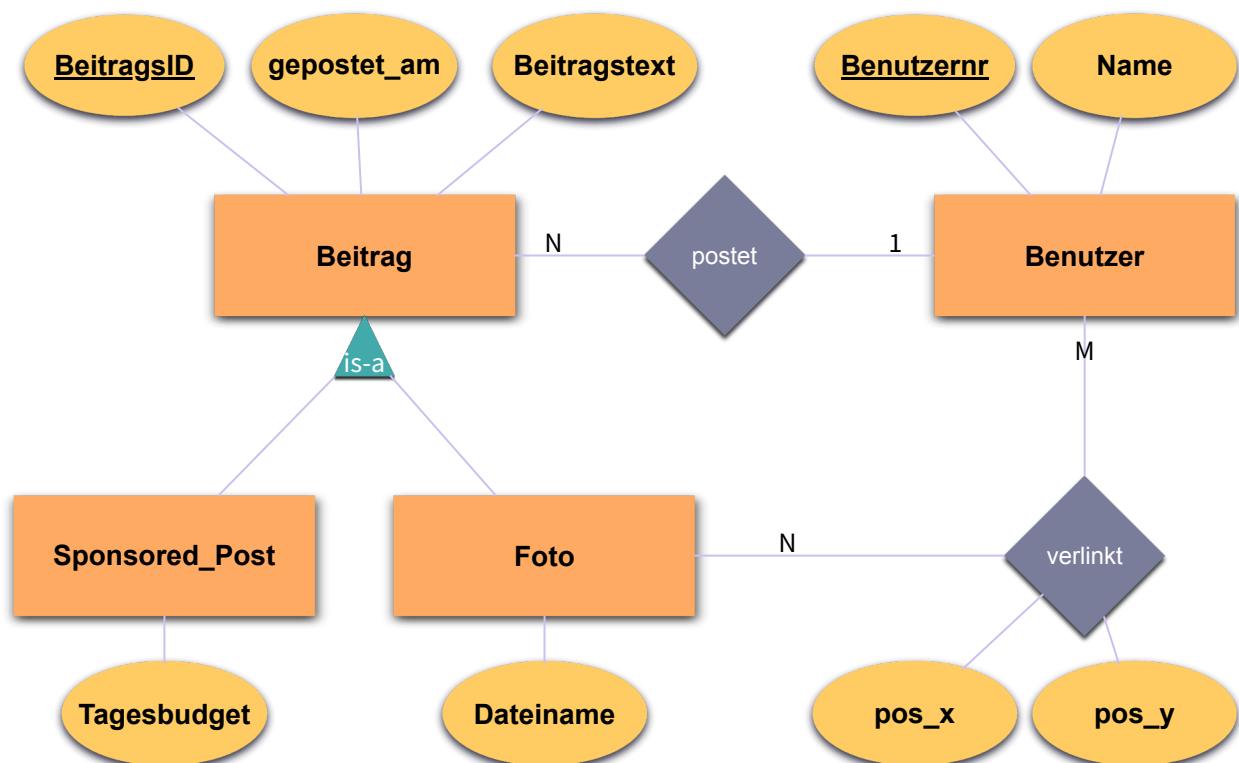 BeitragsID
gepostet_am
Beitragstext
Benutzernr
Name
Beitrag
N
postet
1
Benutzer
is-a
M
Sponsored_Post
Foto
N
verlinkt
Tagesbudget
Dateiname
pos_x
pos_y